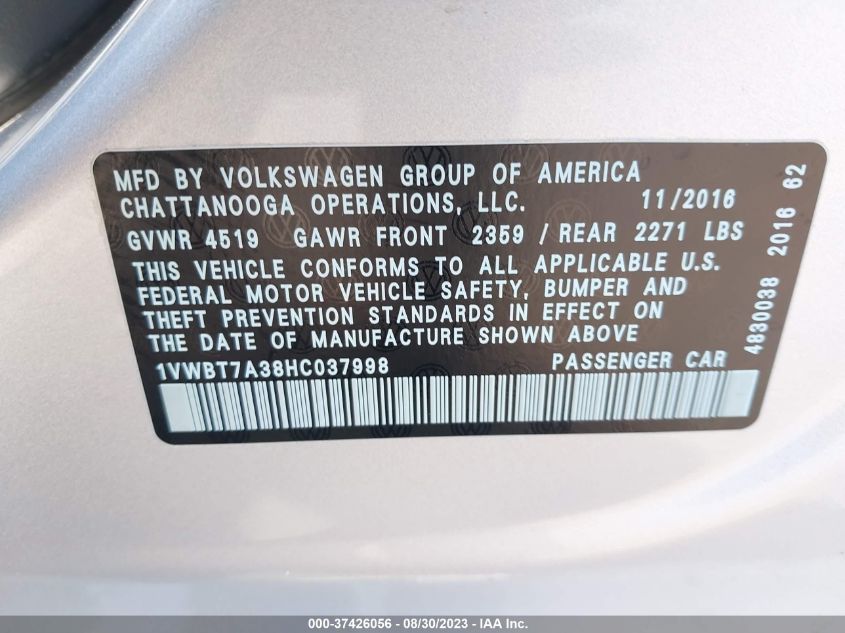 MFD BY VOLKSWAGEN GROUP OF AMERICA
CHATTANOOGA OPERATIONS, LLC. 11/2016
GVWR 4519 GAWR FRONT 2359 / REAR 2271 LBS
THIS VEHICLE CONFORMS TO ALL APPLICABLE U.S.
FEDERAL MOTOR VEHICLE SAFETY, BUMPER AND
THEFT PREVENTION STANDARDS IN EFFECT ON
THE DATE OF MANUFACTURE SHOWN ABOVE
1VWBT7A38HC037998 PASSENGER CAR
4830038 2016 62
000-37426056 - 08/30/2023 - IAA Inc.